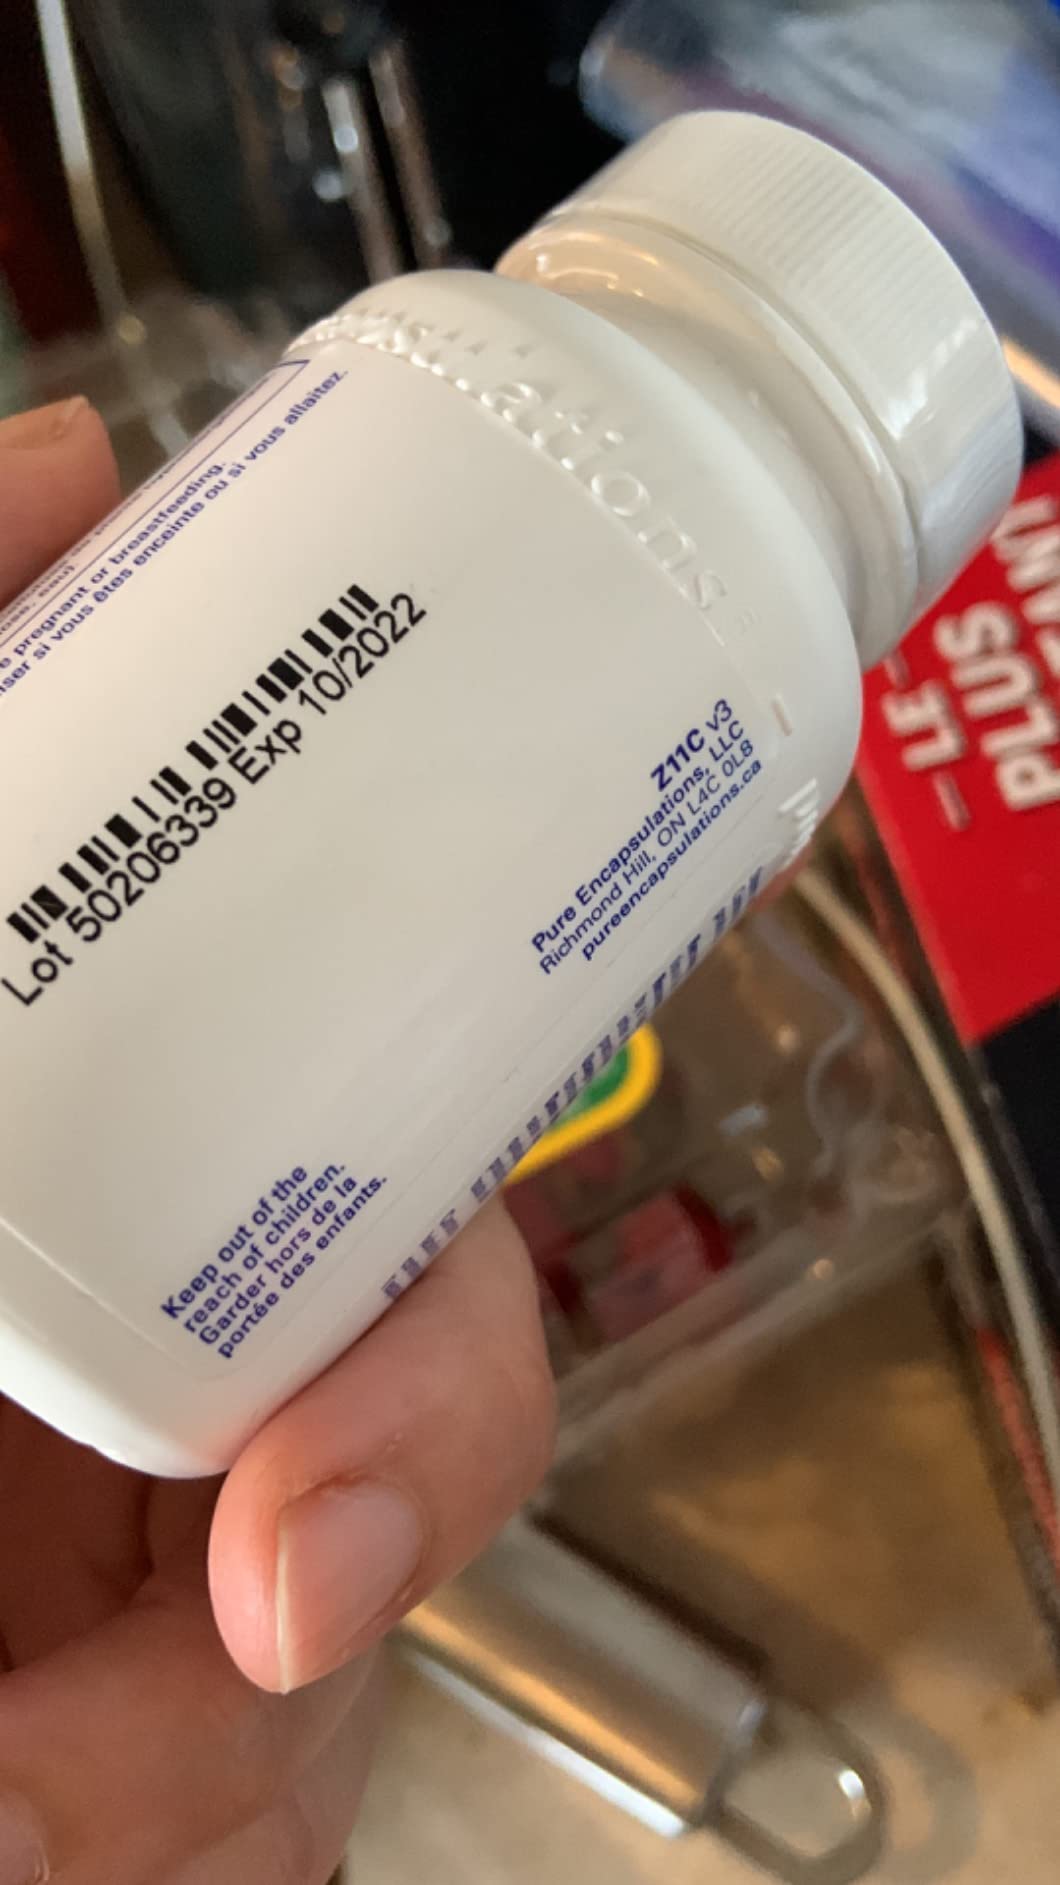 ations
pregnant or breastfeeding.
si vous êtes enceinte ou si vous allaitez.
Lot 50206339 Exp 10/2022
Z11C v3
Pure Encapsulations, LLC
Richmond Hill, ON L4C 0L8
pureencapsulations.ca
Keep out of the
reach of children.
Garder hors de la
portée des enfants.
LE
PLUS